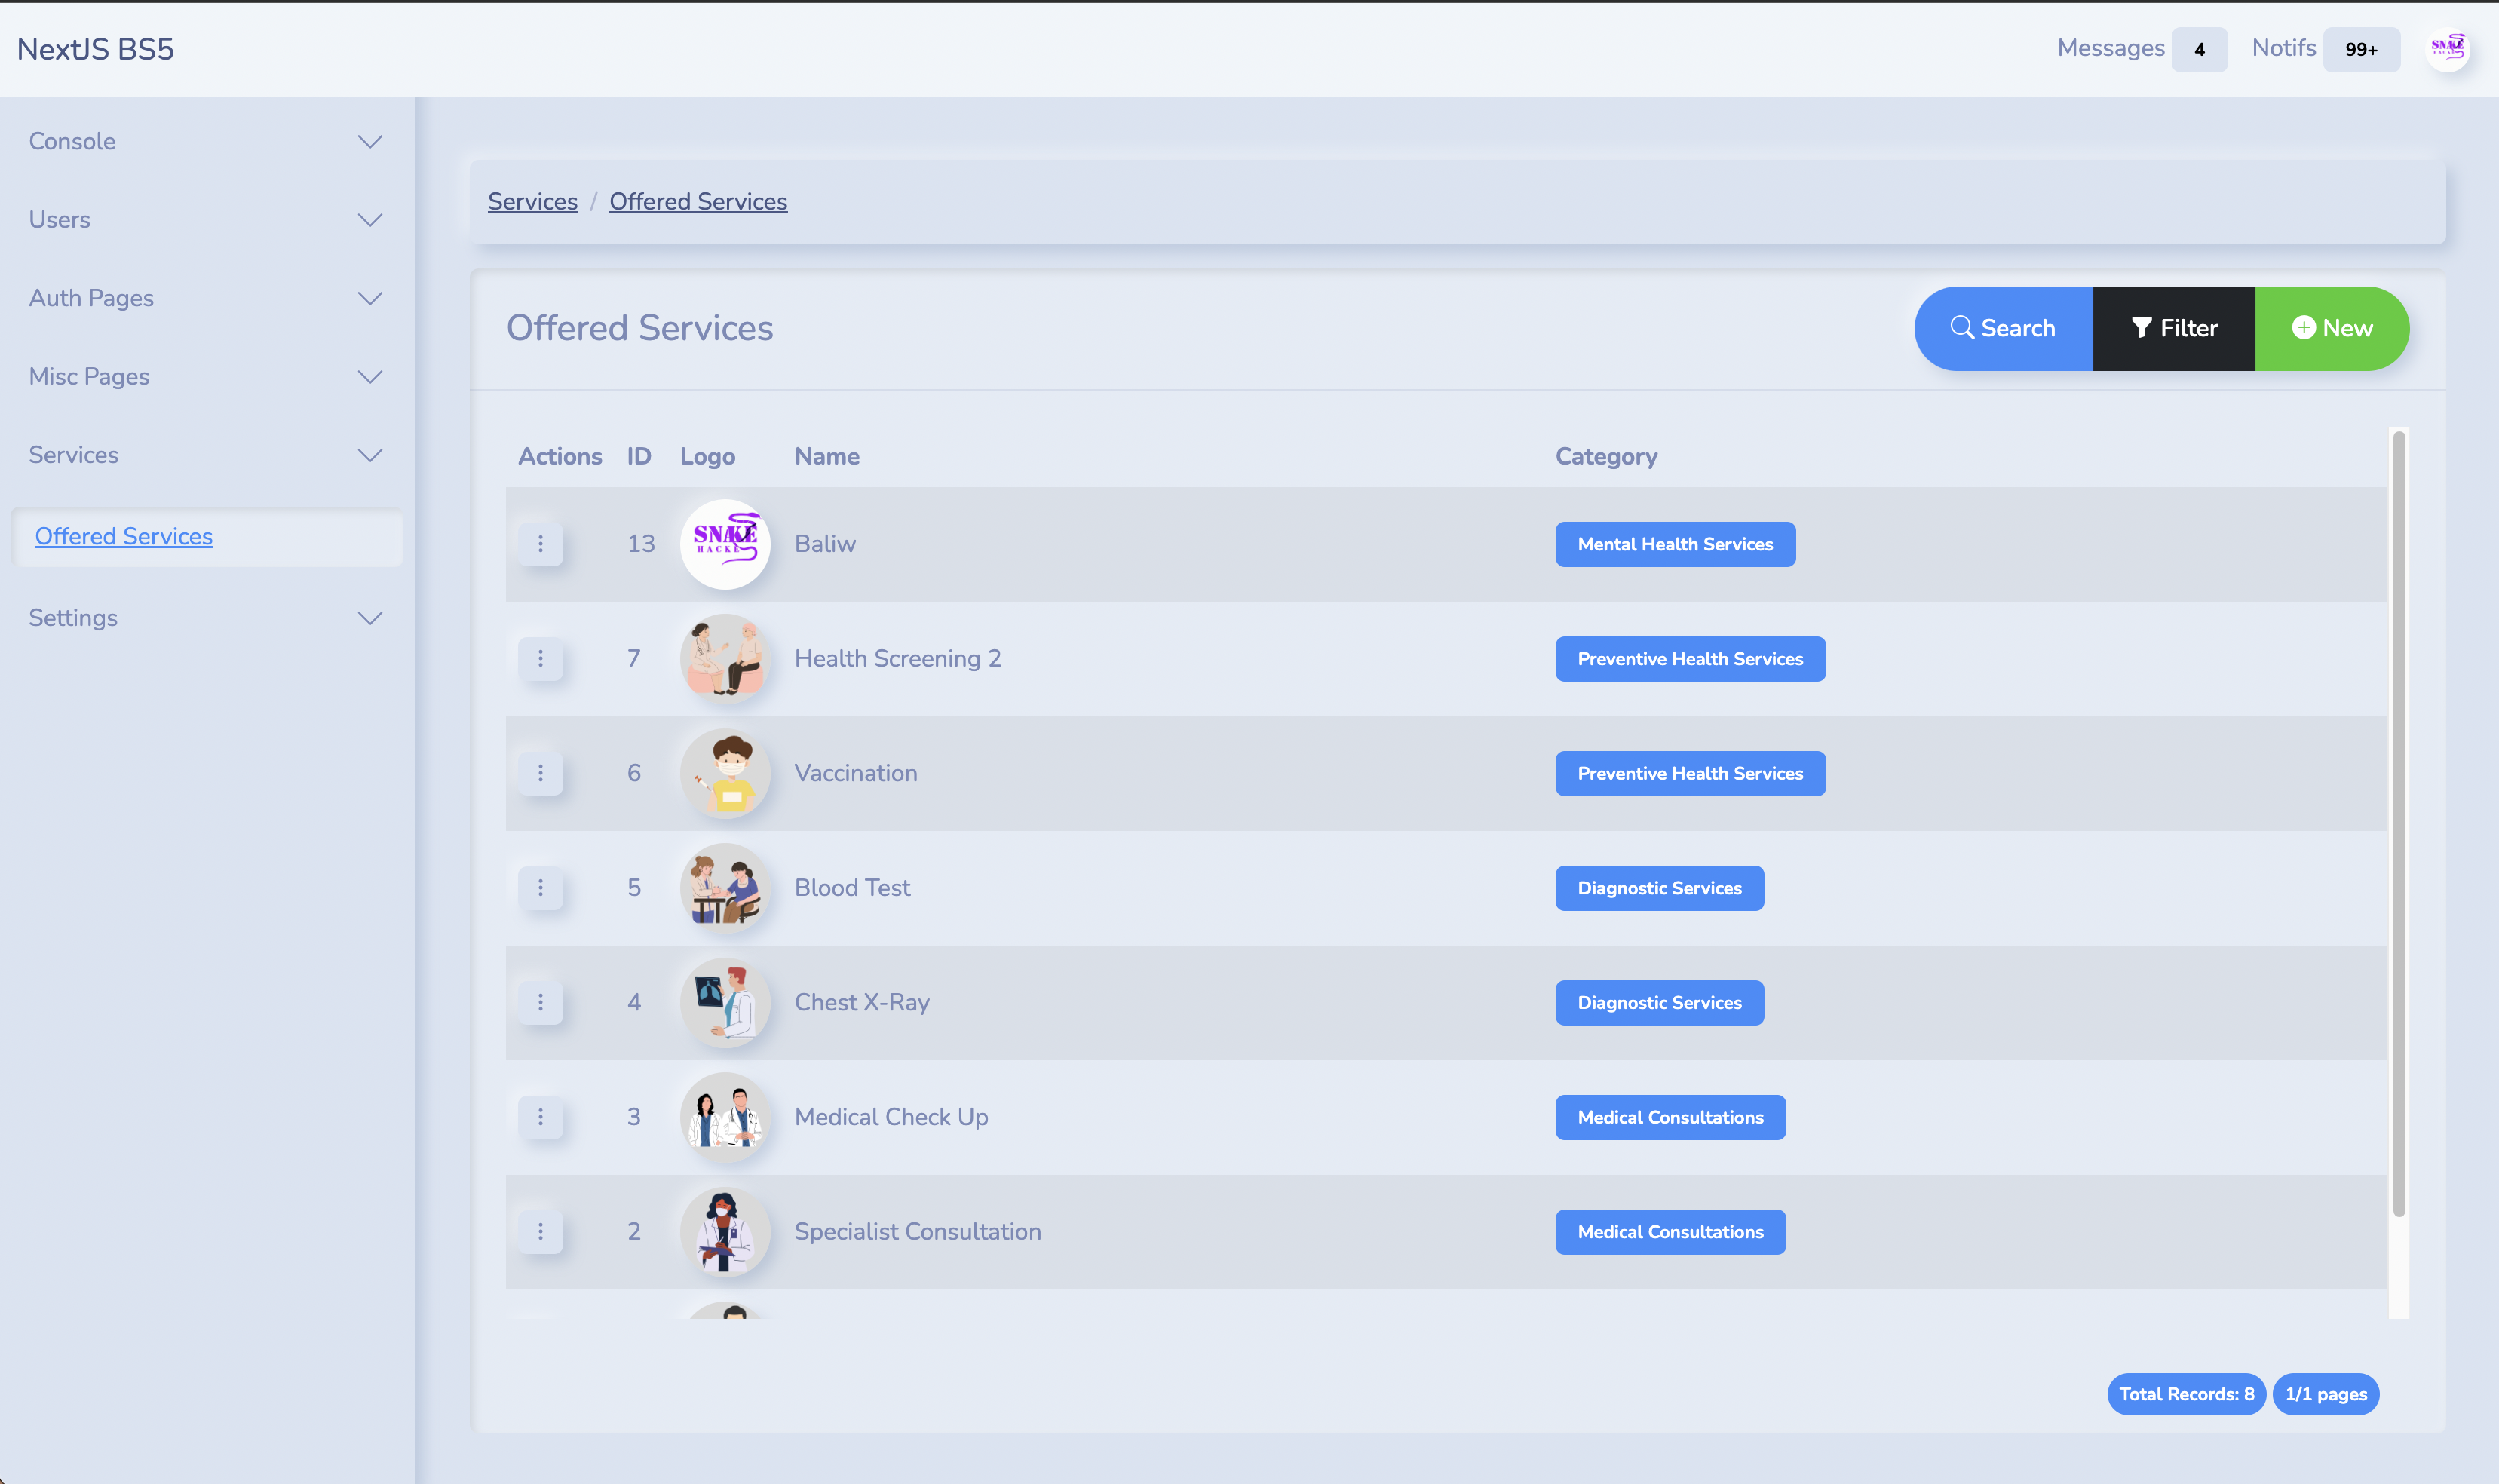 NextJS BS5
Messages 4 Notifs 99+
SNAKE
HACKE
Console
Users
Auth Pages
Misc Pages
Services
Offered Services
Settings
Services / Offered Services
Offered Services
Search Filter New
Actions ID Logo Name Category
13 SNAKE HACKE Baliw Mental Health Services
7 Health Screening 2 Preventive Health Services
6 Vaccination Preventive Health Services
5 Blood Test Diagnostic Services
4 Chest X-Ray Diagnostic Services
3 Medical Check Up Medical Consultations
2 Specialist Consultation Medical Consultations
Total Records: 8 1/1 pages